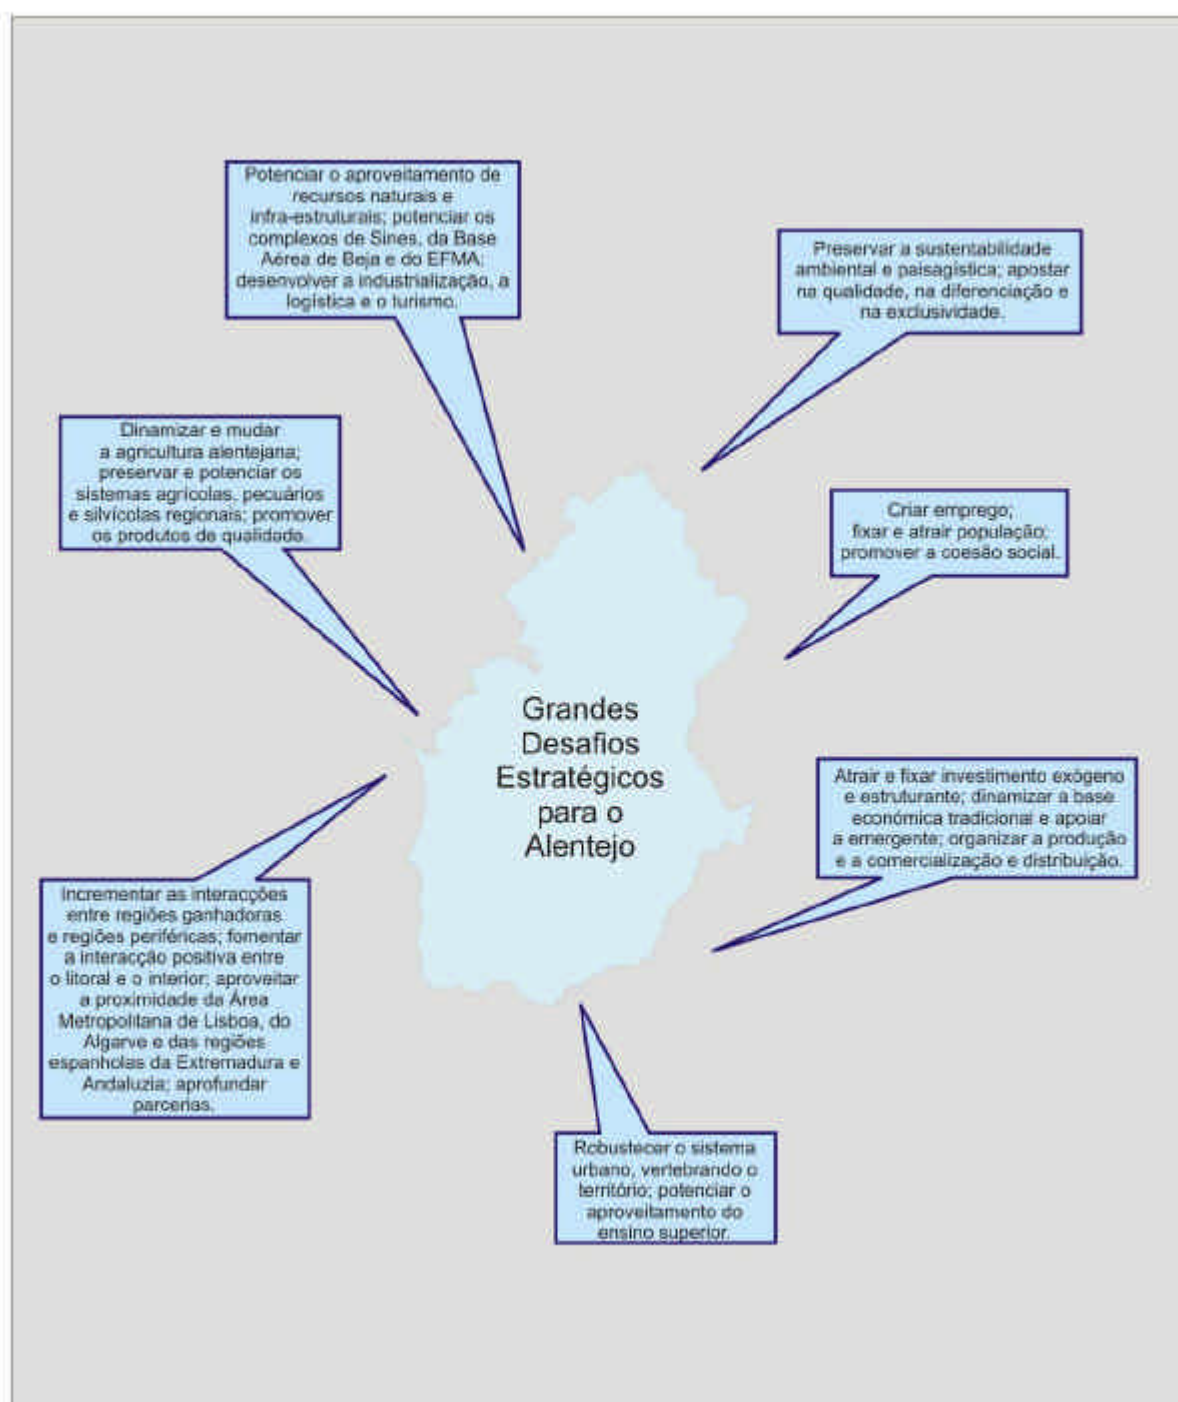 Potenciar o aproveitamento de
recursos naturais e
infra-estruturais; potenciar os
complexos de Sines, da Base
Aérea de Beja e do EFMA;
desenvolver a industrialização, a
logística e o turismo.
Preservar a sustentabilidade
ambiental e paisagística; apostar
na qualidade, na diferenciação e
na exclusividade.
Dinamizar e mudar
a agricultura alentejana;
preservar e potenciar os
sistemas agrícolas, pecuários
e silvícolas regionais; promover
os produtos de qualidade.
Criar emprego;
fixar e atrair população;
promover a coesão social.
Grandes
Desafios
Estratégicos
para o
Alentejo
Atrair e fixar investimento exógeno
e estruturante; dinamizar a base
económica tradicional e apoiar
a emergente; organizar a produção
e a comercialização e distribuição.
Incrementar as interacções
entre regiões ganhadoras
e regiões periféricas; fomentar
a interacção positiva entre
o litoral e o interior; aproveitar
a proximidade da Área
Metropolitana de Lisboa, do
Algarve e das regiões
espanholas da Extremadura e
Andaluzia; aprofundar
parcerias.
Robustecer o sistema
urbano, vertebrando o
território; potenciar o
aproveitamento do
ensino superior.